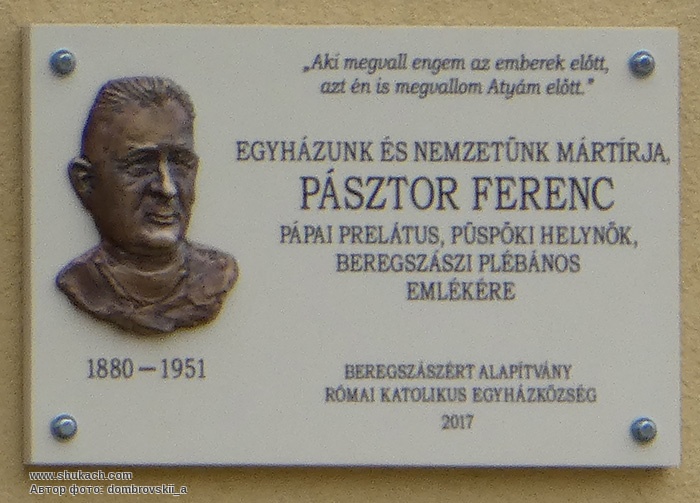 „Aki megvall engem az emberek előtt,
azt én is megvallom Atyám előtt.”
EGYHÁZUNK ÉS NEMZETÜNK MÁRTÍRJA,
PÁSZTOR FERENC
PÁPAI PRELÁTUS, PÜSPÖKI HELYNÖK,
BEREGSZÁSZI PLÉBÁNOS
EMLÉKÉRE
1880 – 1951
BEREGSZÁSZÉRT ALAPÍTVÁNY
RÓMAI KATOLIKUS EGYHÁZKÖZSÉG
2017
www.shukach.com
Автор фото: dombrovskii_a